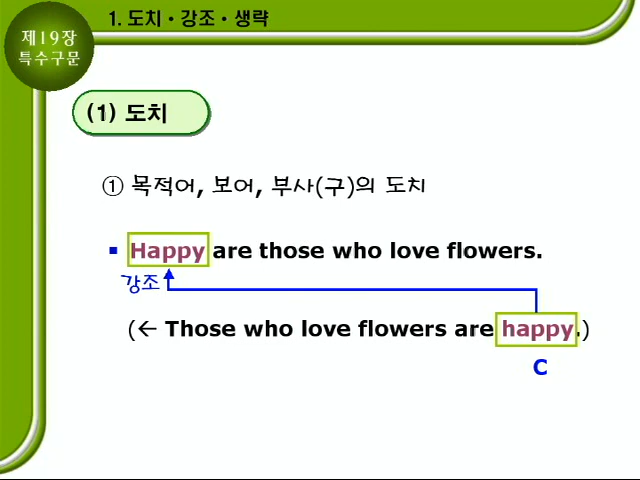 1. 도치 · 강조 · 생략
제19장
특수구문
(1) 도치
① 목적어, 보어, 부사(구)의 도치
▪ Happy are those who love flowers.
강조
(← Those who love flowers are happy.)
C